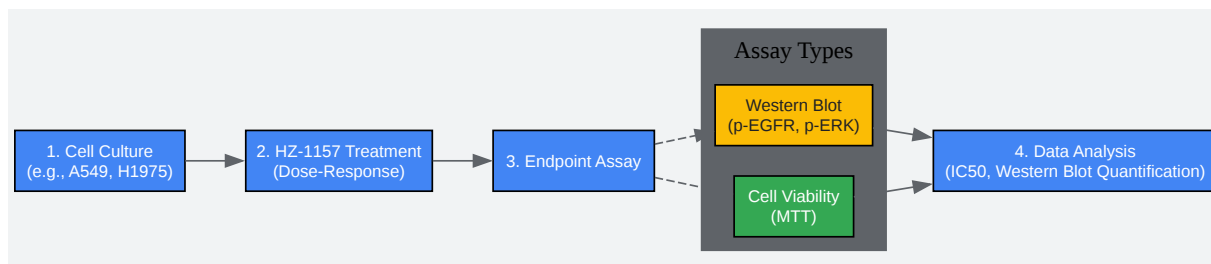 1. Cell Culture
(e.g., A549, H1975)
2. HZ-1157 Treatment
(Dose-Response)
3. Endpoint Assay
Assay Types
Western Blot
(p-EGFR, p-ERK)
Cell Viability
(MTT)
4. Data Analysis
(IC50, Western Blot Quantification)